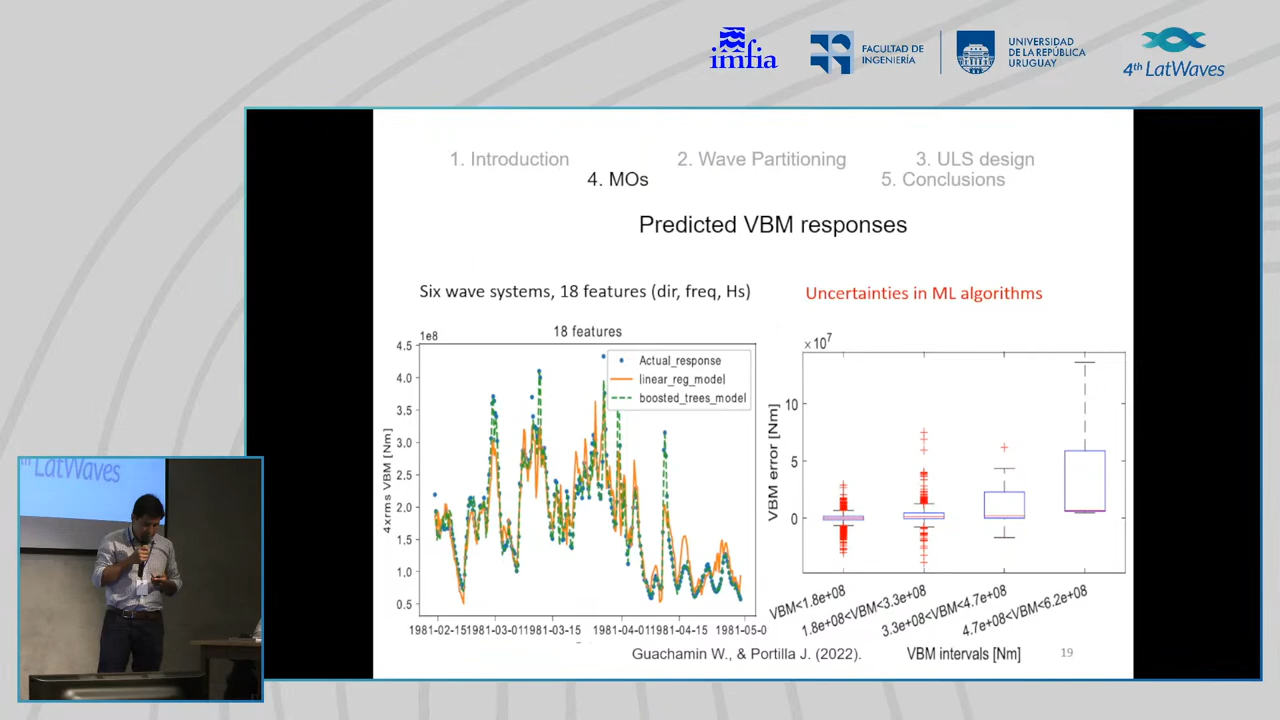 imfia
FACULTAD DE
INGENIERÍA
UNIVERSIDAD
DE LA REPÚBLICA
URUGUAY
4th LatWaves
1. Introduction
2. Wave Partitioning
3. ULS design
4. MOs
5. Conclusions
Predicted VBM responses
Six wave systems, 18 features (dir, freq, Hs)
Uncertainties in ML algorithms
18 features
1e8
4.5
4.0
3.5
3.0
2.5
2.0
1.5
1.0
0.5
4xrms VBM [Nm]
Actual_response
linear_reg_model
boosted_trees_model
1981-02-15
1981-03-01
1981-03-15
1981-04-01
1981-04-15
1981-05-0
×10⁷
10
5
0
VBM error [Nm]
VBM<1.8e+08
1.8e+08<VBM<3.3e+08
3.3e+08<VBM<4.7e+08
4.7e+08<VBM<6.2e+08
Guachamin W., & Portilla J. (2022).
VBM intervals [Nm]
19
LatWaves